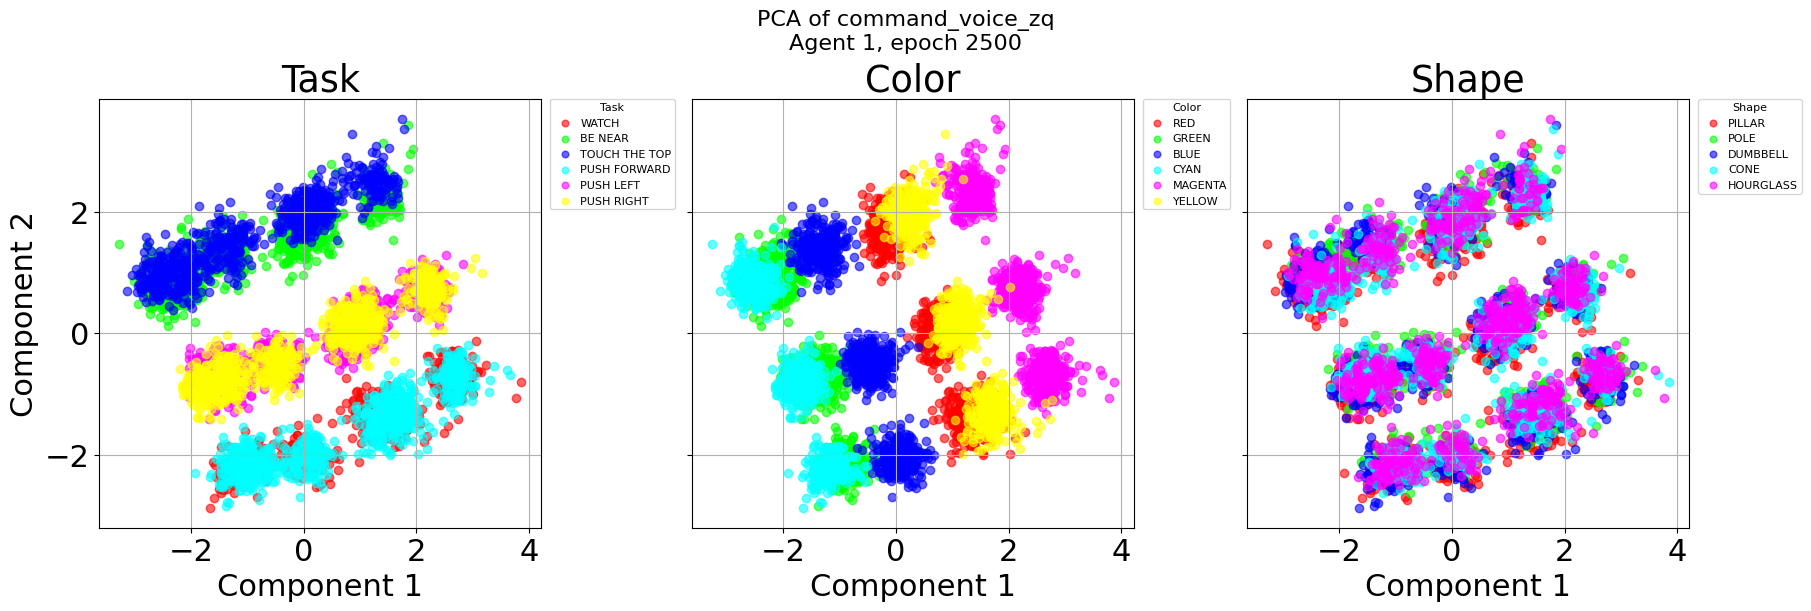 PCA of command_voice_zq
Agent 1, epoch 2500
Task
Component 2
2
0
−2
−2 0 2 4
Component 1
Task
WATCH
BE NEAR
TOUCH THE TOP
PUSH FORWARD
PUSH LEFT
PUSH RIGHT
Color
−2 0 2 4
Component 1
Color
RED
GREEN
BLUE
CYAN
MAGENTA
YELLOW
Shape
−2 0 2 4
Component 1
Shape
PILLAR
POLE
DUMBBELL
CONE
HOURGLASS